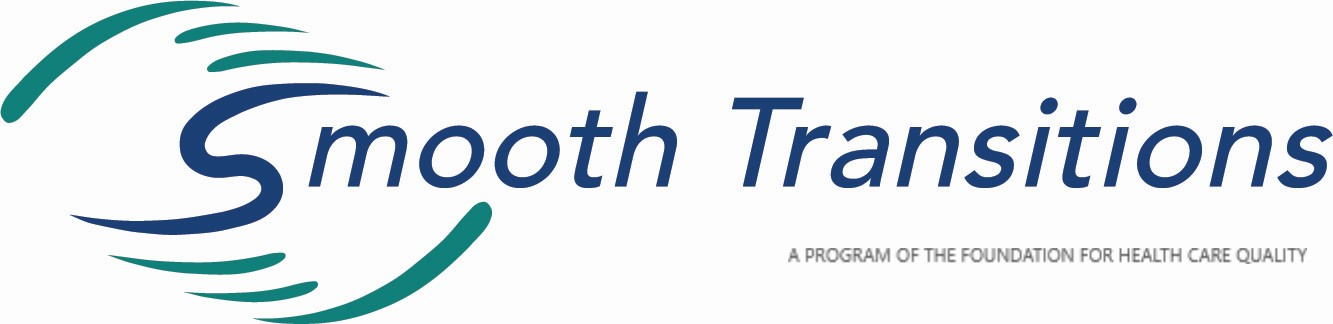 Smooth Transitions
A PROGRAM OF THE FOUNDATION FOR HEALTH CARE QUALITY